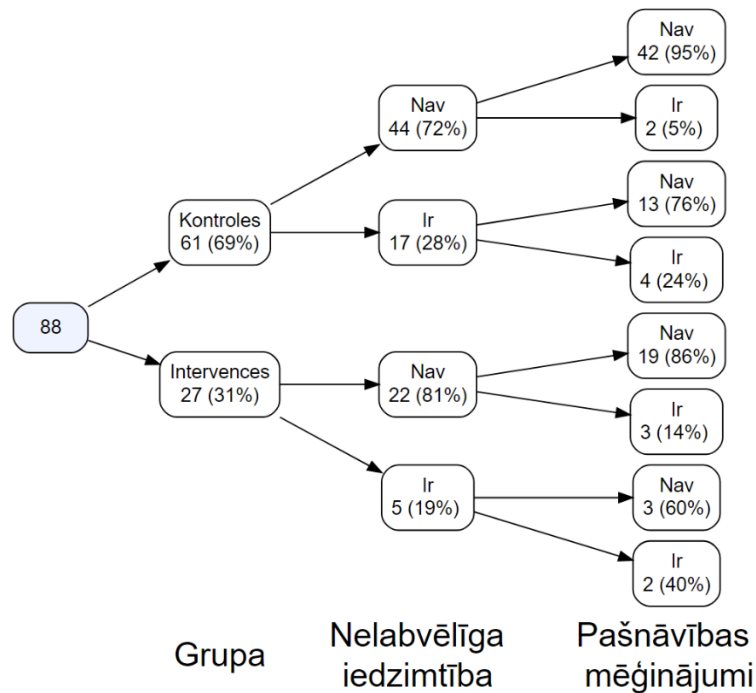 Nav
42 (95%)
Nav
44 (72%)
Ir
2 (5%)
Nav
13 (76%)
Kontroles
61 (69%)
Ir
17 (28%)
Ir
4 (24%)
88
Nav
19 (86%)
Intervences
27 (31%)
Nav
22 (81%)
Ir
3 (14%)
Nav
3 (60%)
Ir
5 (19%)
Ir
2 (40%)
Grupa
Nelabvēlīga
iedzimtība
Pašnāvības
mēģinājumi